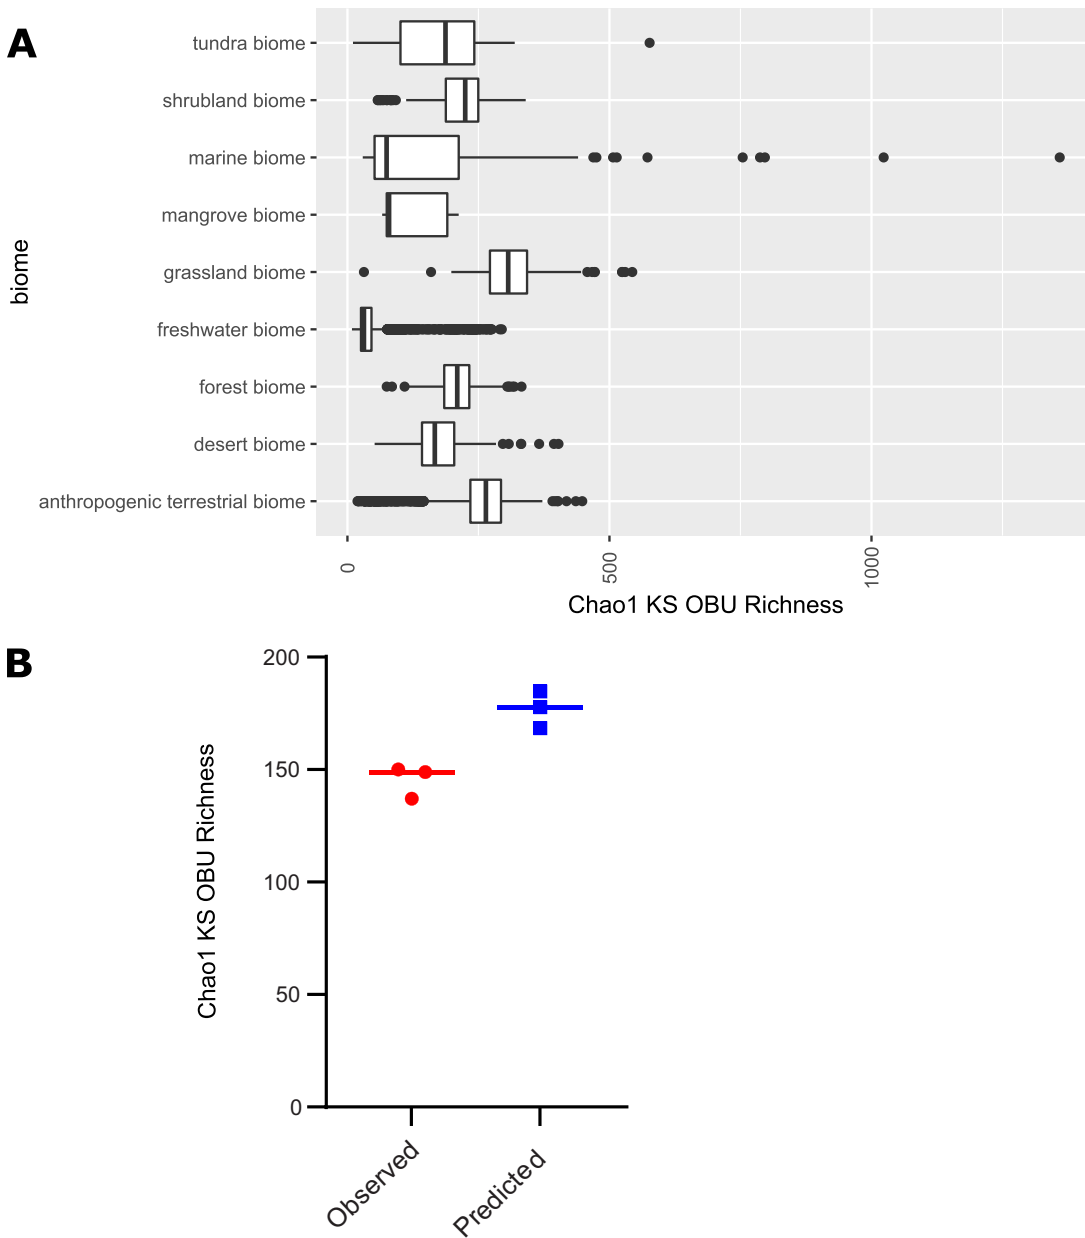 A
biome
tundra biome
shrubland biome
marine biome
mangrove biome
grassland biome
freshwater biome
forest biome
desert biome
anthropogenic terrestrial biome
0
500
1000
Chao1 KS OBU Richness
B
Chao1 KS OBU Richness
200
150
100
50
0
Observed
Predicted